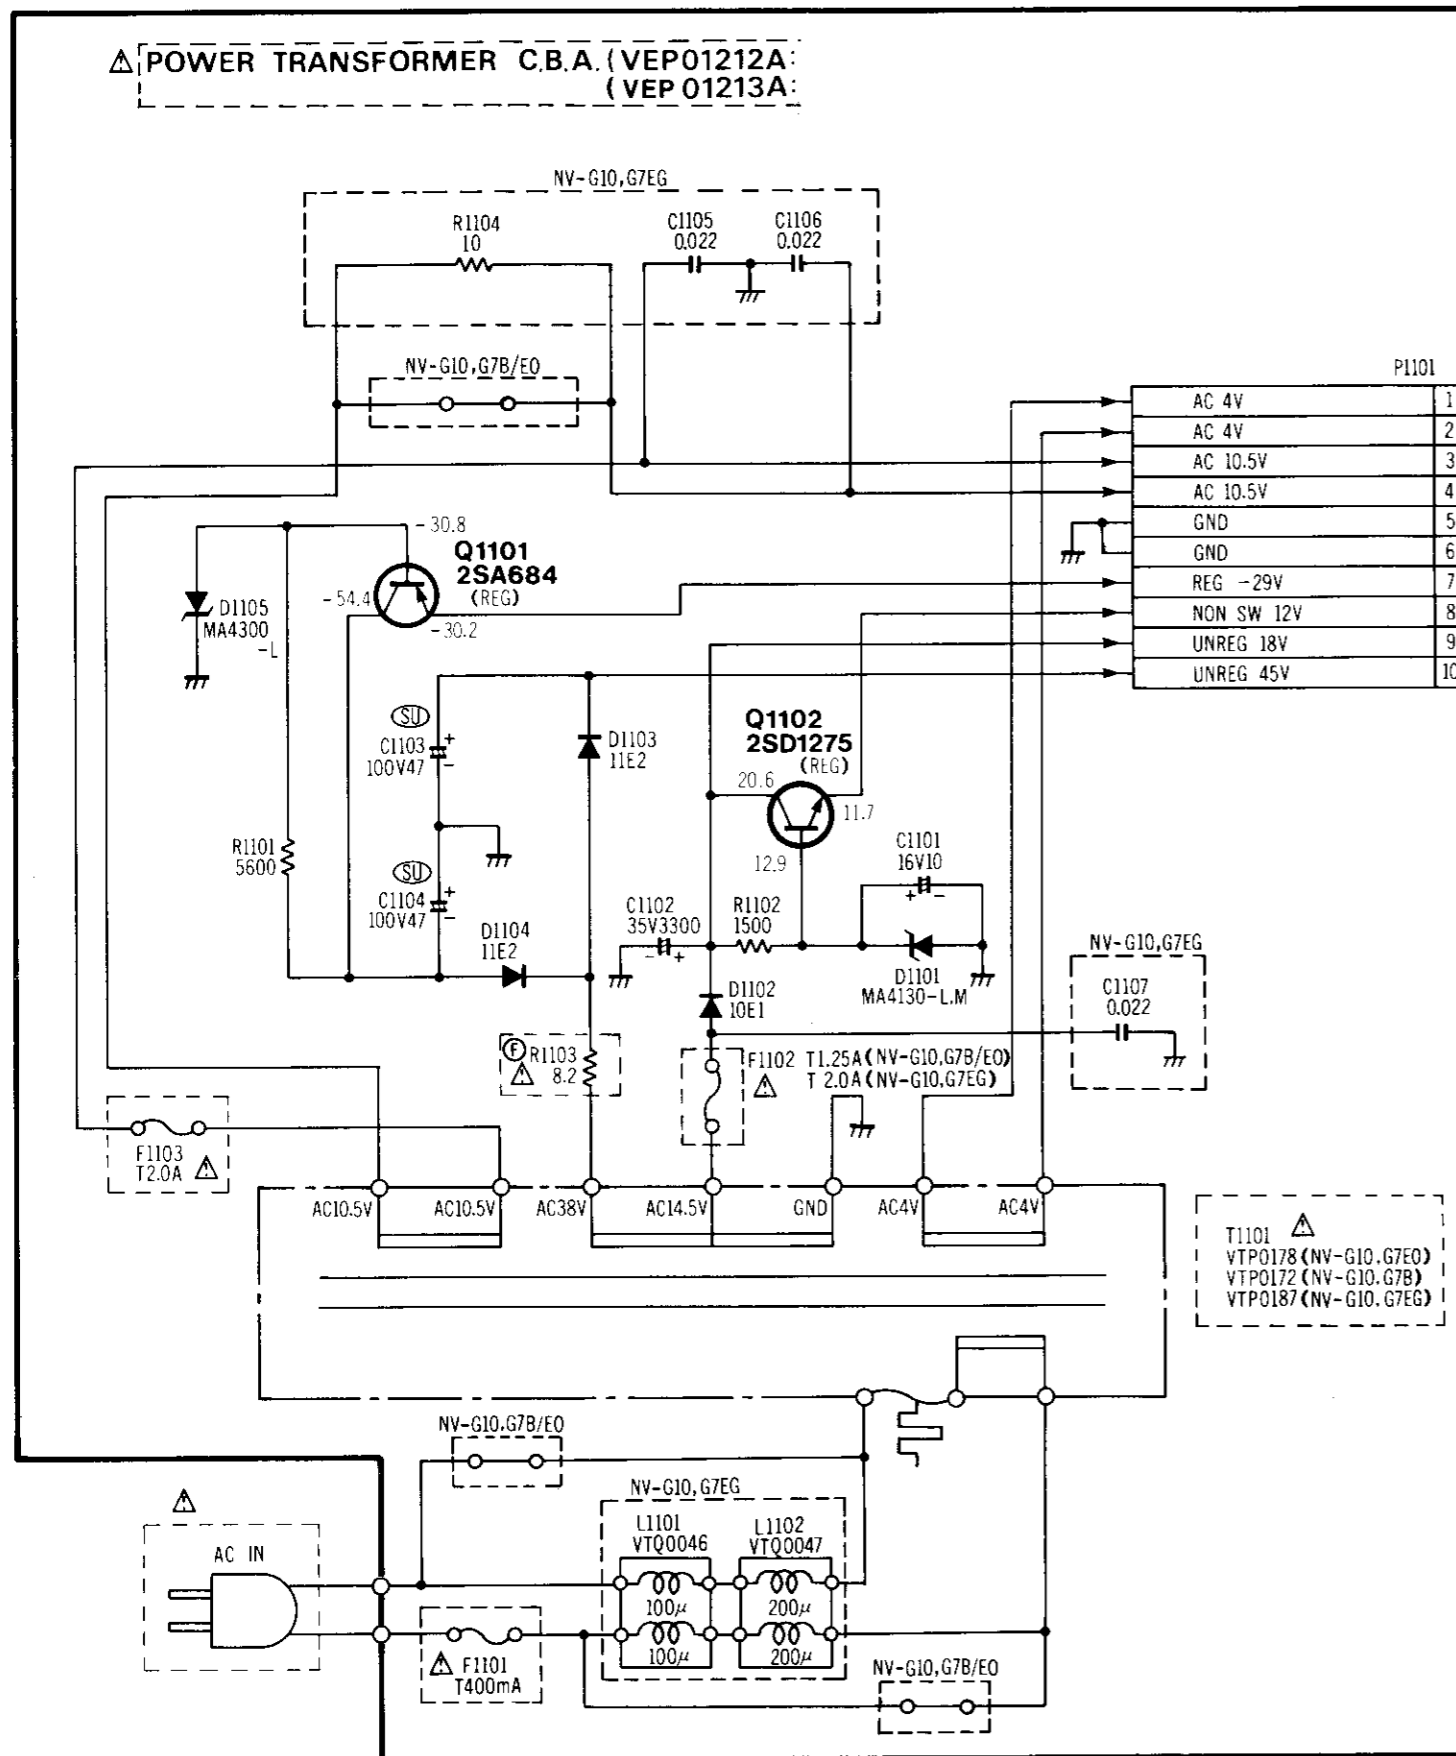 POWER TRANSFORMER C.B.A. (VEP01212A:
(VEP01213A:
NV-G10,G7EG
R1104
10
C1105
0.022
C1106
0.022
NV-G10,G7B/EO
P1101
AC 4V 1
AC 4V 2
AC 10.5V 3
AC 10.5V 4
GND 5
GND 6
REG -29V 7
NON SW 12V 8
UNREG 18V 9
UNREG 45V 10
-30.8
Q1101
2SA684
(REG)
-54.4
-30.2
D1105
MA4300
-L
SU
C1103
100V47
+
-
D1103
11E2
Q1102
2SD1275
(REG)
20.6
11.7
12.9
R1101
5600
SU
C1104
100V47
+
-
D1104
11E2
C1102
35V3300
- +
R1102
1500
C1101
16V10
+ -
D1101
MA4130-L.M
D1102
10E1
NV-G10,G7EG
C1107
0.022
F
R1103
8.2
F1102 T1.25A(NV-G10,G7B/EO)
T 2.0A(NV-G10,G7EG)
F1103
T2.0A
AC10.5V
AC10.5V
AC38V
AC14.5V
GND
AC4V
AC4V
T1101
VTP0178(NV-G10.G7EO)
VTP0172(NV-G10.G7B)
VTP0187(NV-G10.G7EG)
NV-G10.G7B/EO
NV-G10,G7EG
L1101
VTQ0046
L1102
VTQ0047
AC IN
100μ
200μ
100μ
200μ
F1101
T400mA
NV-G10,G7B/EO